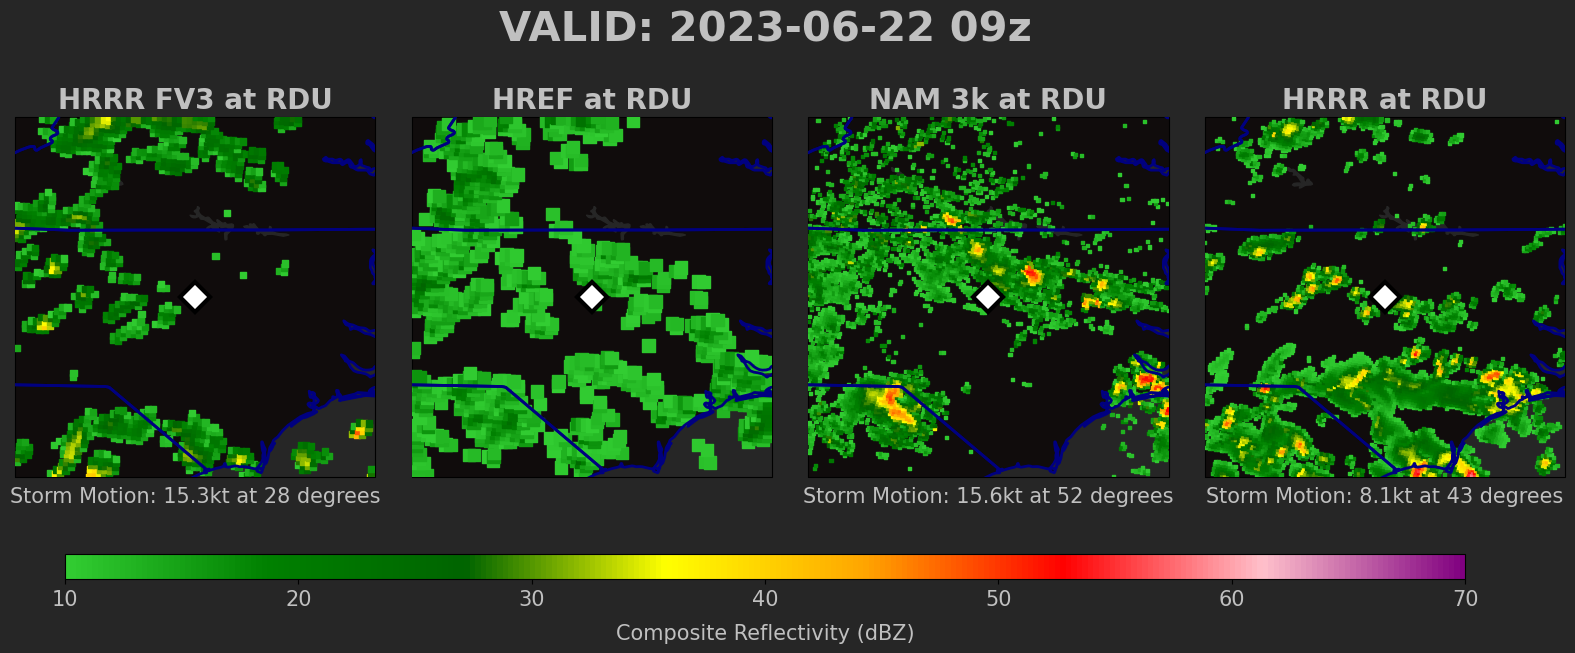 VALID: 2023-06-22 09z
HRRR FV3 at RDU
HREF at RDU
NAM 3k at RDU
HRRR at RDU
Storm Motion: 15.3kt at 28 degrees
Storm Motion: 15.6kt at 52 degrees
Storm Motion: 8.1kt at 43 degrees
10 20 30 40 50 60 70
Composite Reflectivity (dBZ)